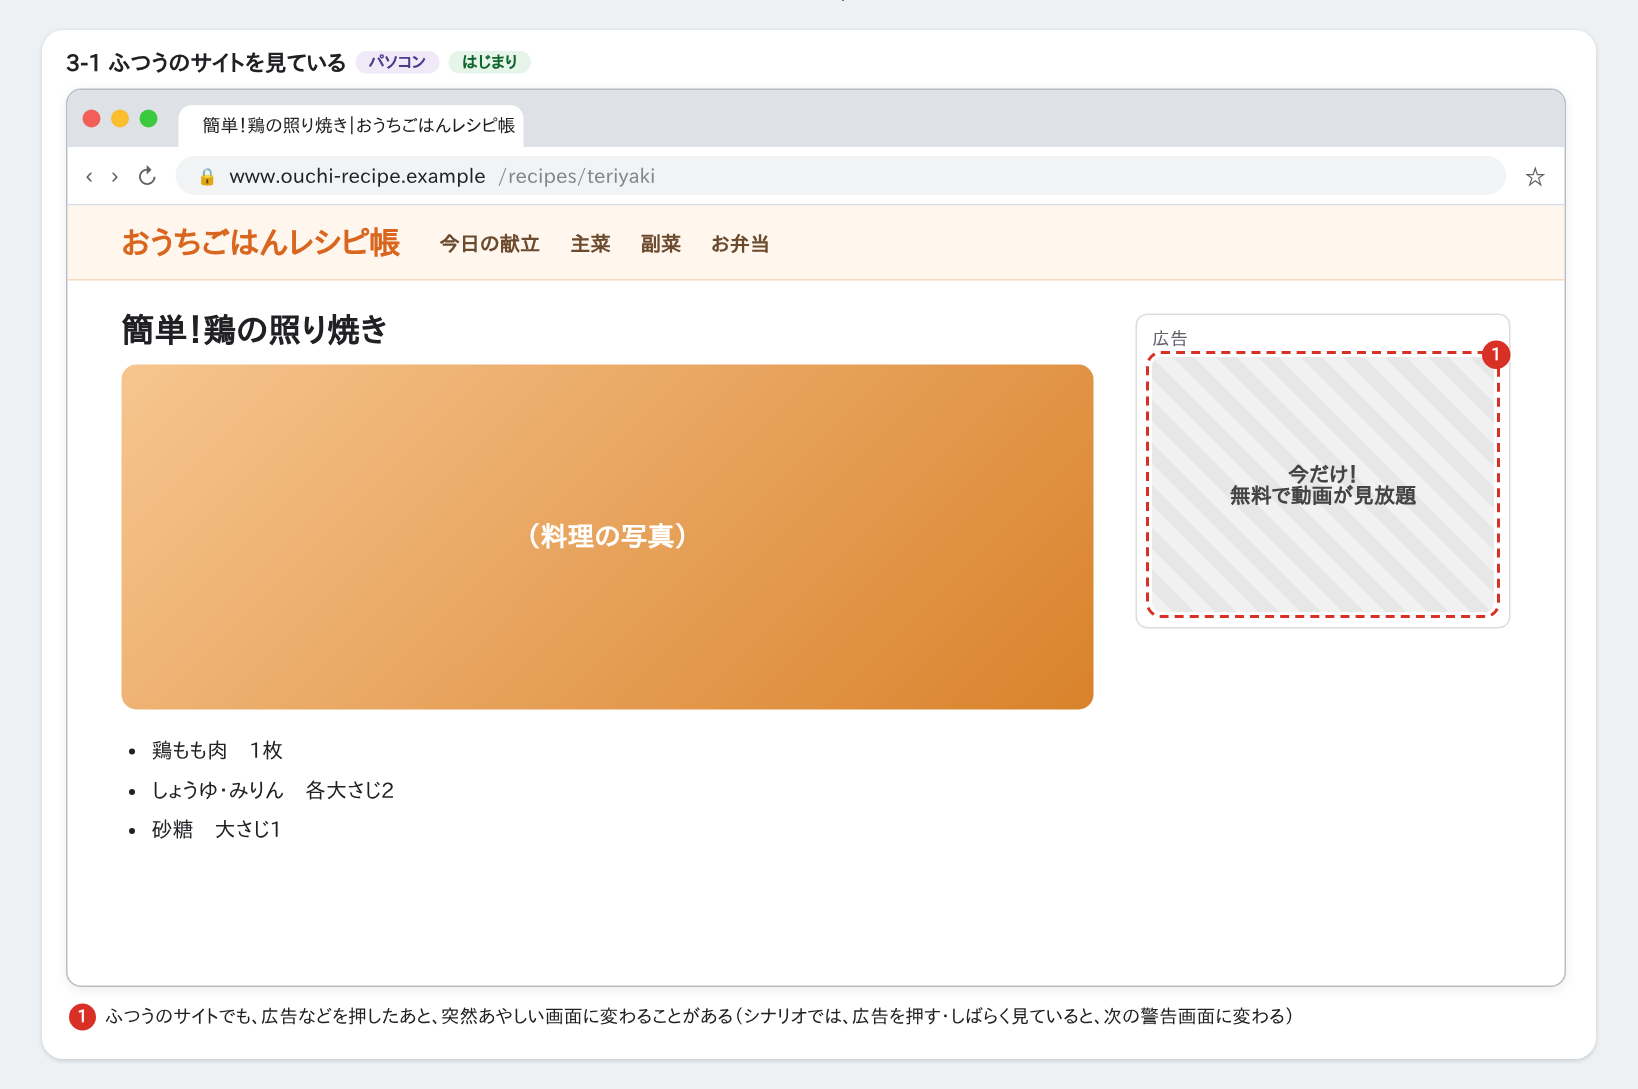 3-1 ふつうのサイトを見ている パソコン はじまり
簡単!鶏の照り焼き|おうちごはんレシピ帳
www.ouchi-recipe.example /recipes/teriyaki
おうちごはんレシピ帳 今日の献立 主菜 副菜 お弁当
簡単!鶏の照り焼き
(料理の写真)
広告
1
今だけ!
無料で動画が見放題
• 鶏もも肉　1枚
• しょうゆ・みりん　各大さじ2
• 砂糖　大さじ1
1 ふつうのサイトでも、広告などを押したあと、突然あやしい画面に変わることがある(シナリオでは、広告を押す・しばらく見ていると、次の警告画面に変わる)